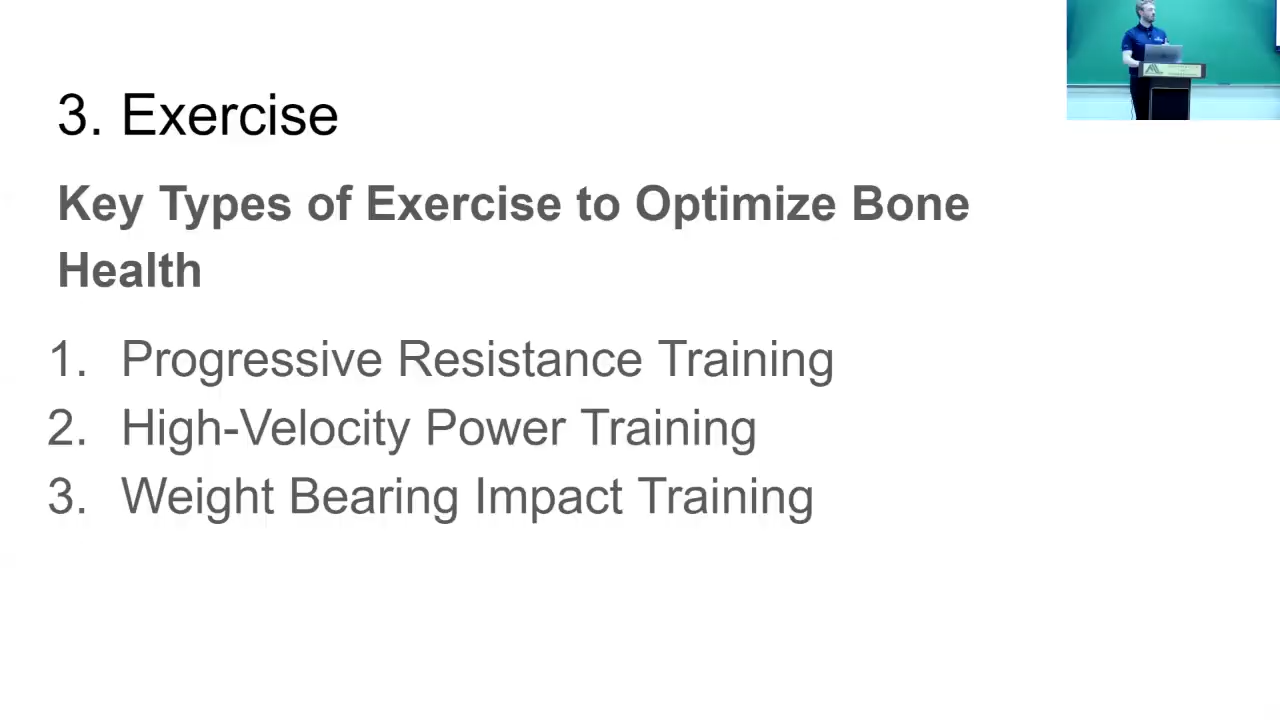 3. Exercise
Key Types of Exercise to Optimize Bone
Health
1. Progressive Resistance Training
2. High-Velocity Power Training
3. Weight Bearing Impact Training